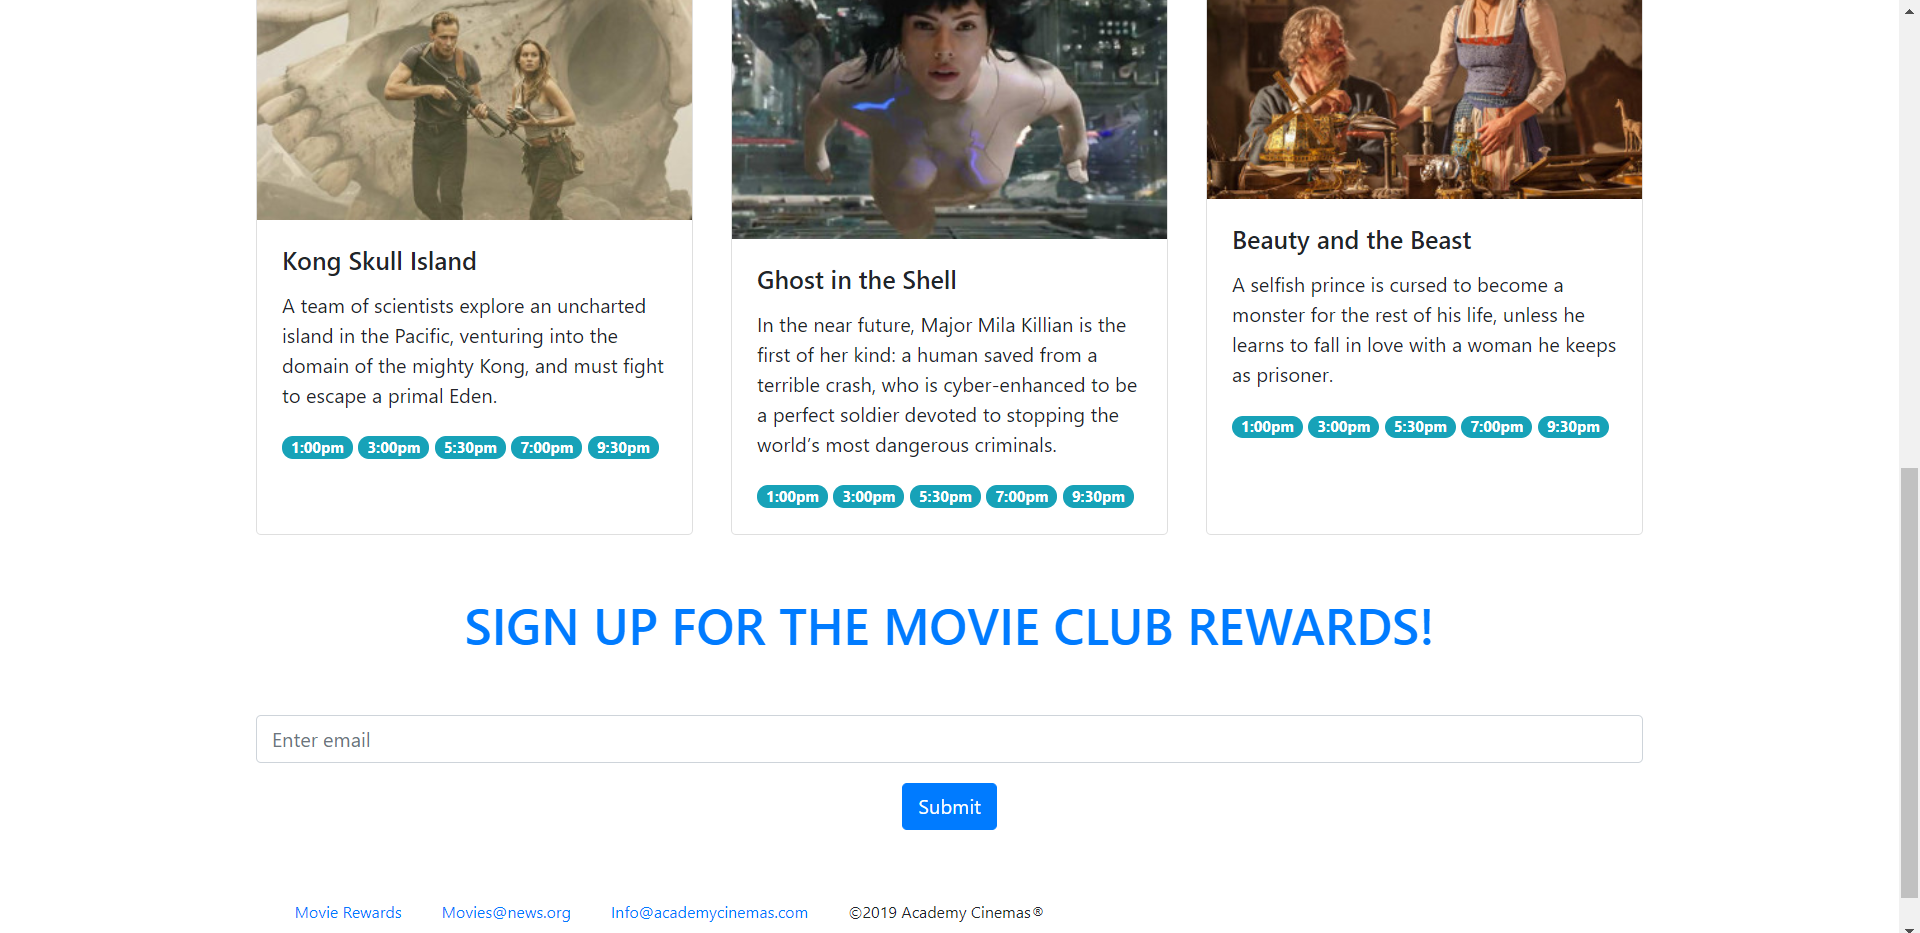 Kong Skull Island
A team of scientists explore an uncharted
island in the Pacific, venturing into the
domain of the mighty Kong, and must fight
to escape a primal Eden.
1:00pm 3:00pm 5:30pm 7:00pm 9:30pm
Ghost in the Shell
In the near future, Major Mila Killian is the
first of her kind: a human saved from a
terrible crash, who is cyber-enhanced to be
a perfect soldier devoted to stopping the
world’s most dangerous criminals.
1:00pm 3:00pm 5:30pm 7:00pm 9:30pm
Beauty and the Beast
A selfish prince is cursed to become a
monster for the rest of his life, unless he
learns to fall in love with a woman he keeps
as prisoner.
1:00pm 3:00pm 5:30pm 7:00pm 9:30pm
SIGN UP FOR THE MOVIE CLUB REWARDS!
Enter email
Submit
Movie Rewards Movies@news.org Info@academycinemas.com ©2019 Academy Cinemas®